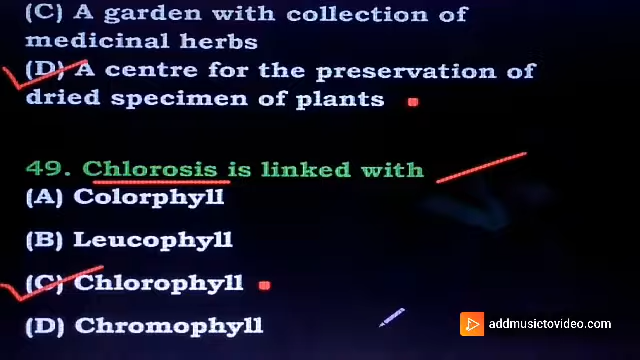 (C) A garden with collection of
medicinal herbs
(D) A centre for the preservation of
dried specimen of plants
49. Chlorosis is linked with
(A) Colorphyll
(B) Leucophyll
(C) Chlorophyll
(D) Chromophyll
addmusictovideo.com